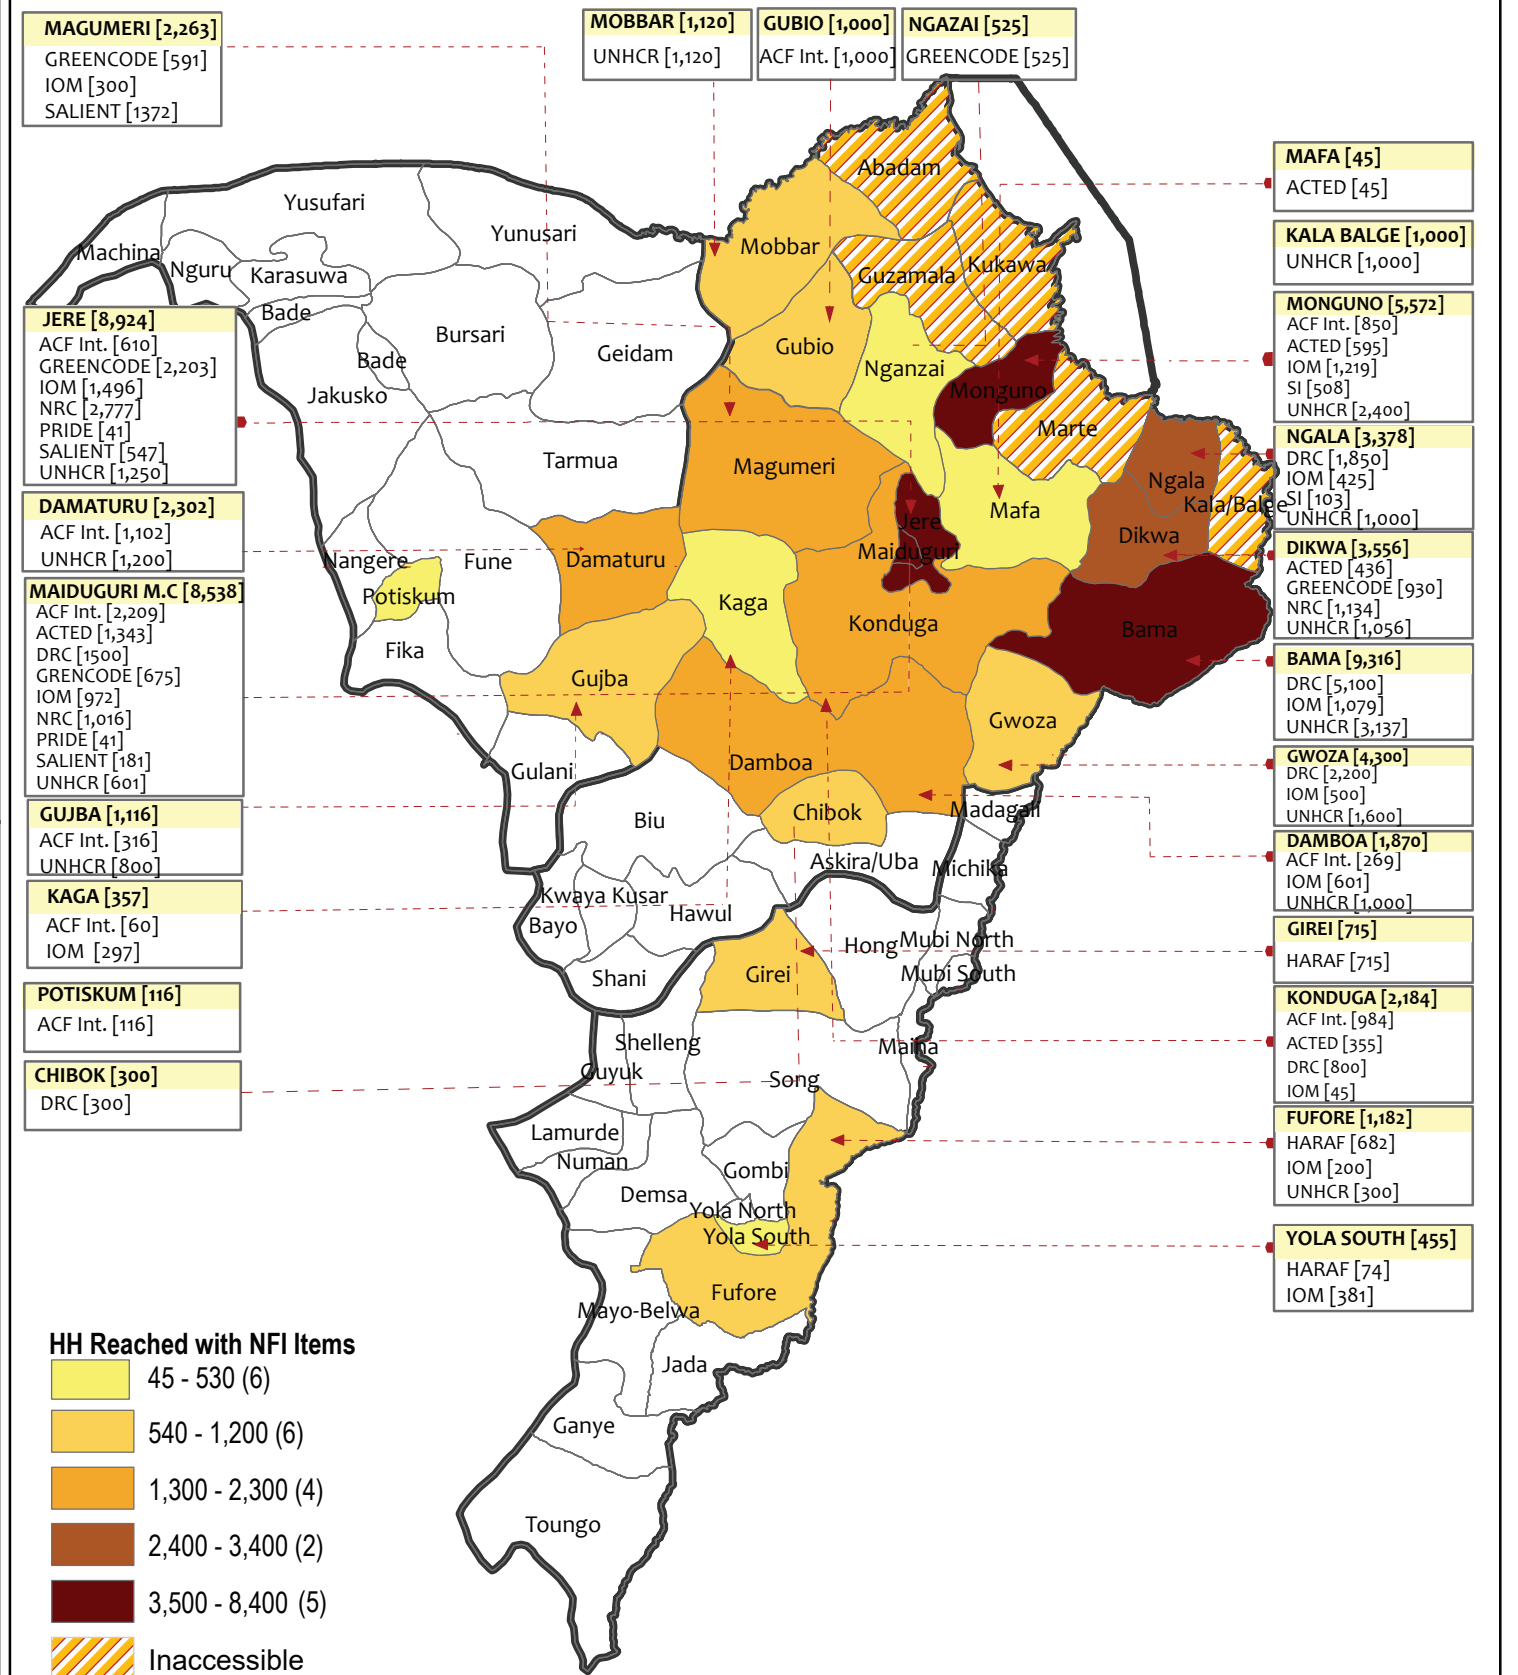 MAGUMERI [2,263]
GREENCODE [591]
IOM [300]
SALIENT [1372]
MOBBAR [1,120]
UNHCR [1,120]
GUBIO [1,000]
ACF Int. [1,000]
NGAZAI [525]
GREENCODE [525]
MAFA [45]
ACTED [45]
KALA BALGE [1,000]
UNHCR [1,000]
MONGUNO [5,572]
ACF Int. [850]
ACTED [595]
IOM [1,219]
SI [508]
UNHCR [2,400]
NGALA [3,378]
DRC [1,850]
IOM [425]
SI [103]
UNHCR [1,000]
DIKWA [3,556]
ACTED [436]
GREENCODE [930]
NRC [1,134]
UNHCR [1,056]
BAMA [9,316]
DRC [5,100]
IOM [1,079]
UNHCR [3,137]
GWOZA [4,300]
DRC [2,200]
IOM [500]
UNHCR [1,600]
DAMBOA [1,870]
ACF Int. [269]
IOM [601]
UNHCR [1,000]
GIREI [715]
HARAF [715]
KONDUGA [2,184]
ACF Int. [984]
ACTED [355]
DRC [800]
IOM [45]
FUFORE [1,182]
HARAF [682]
IOM [200]
UNHCR [300]
YOLA SOUTH [455]
HARAF [74]
IOM [381]
JERE [8,924]
ACF Int. [610]
GREENCODE [2,203]
IOM [1,496]
NRC [2,777]
PRIDE [41]
SALIENT [547]
UNHCR [1,250]
DAMATURU [2,302]
ACF Int. [1,102]
UNHCR [1,200]
MAIDUGURI M.C [8,538]
ACF Int. [2,209]
ACTED [1,343]
DRC [1500]
GRENCODE [675]
IOM [972]
NRC [1,016]
PRIDE [41]
SALIENT [181]
UNHCR [601]
GUJBA [1,116]
ACF Int. [316]
UNHCR [800]
KAGA [357]
ACF Int. [60]
IOM [297]
POTISKUM [116]
ACF Int. [116]
CHIBOK [300]
DRC [300]
Abadam
Yusufari
Yunusari
Machina
Nguru
Karasuwa
Mobbar
Guzamala
Kukawa
Bade
Bursari
Geidam
Gubio
Nganzai
Bade
Jakusko
Monguno
Marte
Tarmua
Magumeri
Ngala
Kala/Balge
Mafa
Jere
Dikwa
Maiduguri
Nangere
Fune
Damaturu
Potiskum
Kaga
Konduga
Bama
Fika
Gujba
Gwoza
Gulani
Damboa
Chibok
Madagali
Biu
Askira/Uba
Michika
Kwaya Kusar
Hawul
Bayo
Hong
Mubi North
Shani
Girei
Mubi South
Shelleng
Maiha
Guyuk
Song
Lamurde
Numan
Gombi
Demsa
Yola North
Yola South
Fufore
Mayo-Belwa
Jada
Ganye
Toungo
HH Reached with NFI Items
45 - 530 (6)
540 - 1,200 (6)
1,300 - 2,300 (4)
2,400 - 3,400 (2)
3,500 - 8,400 (5)
Inaccessible